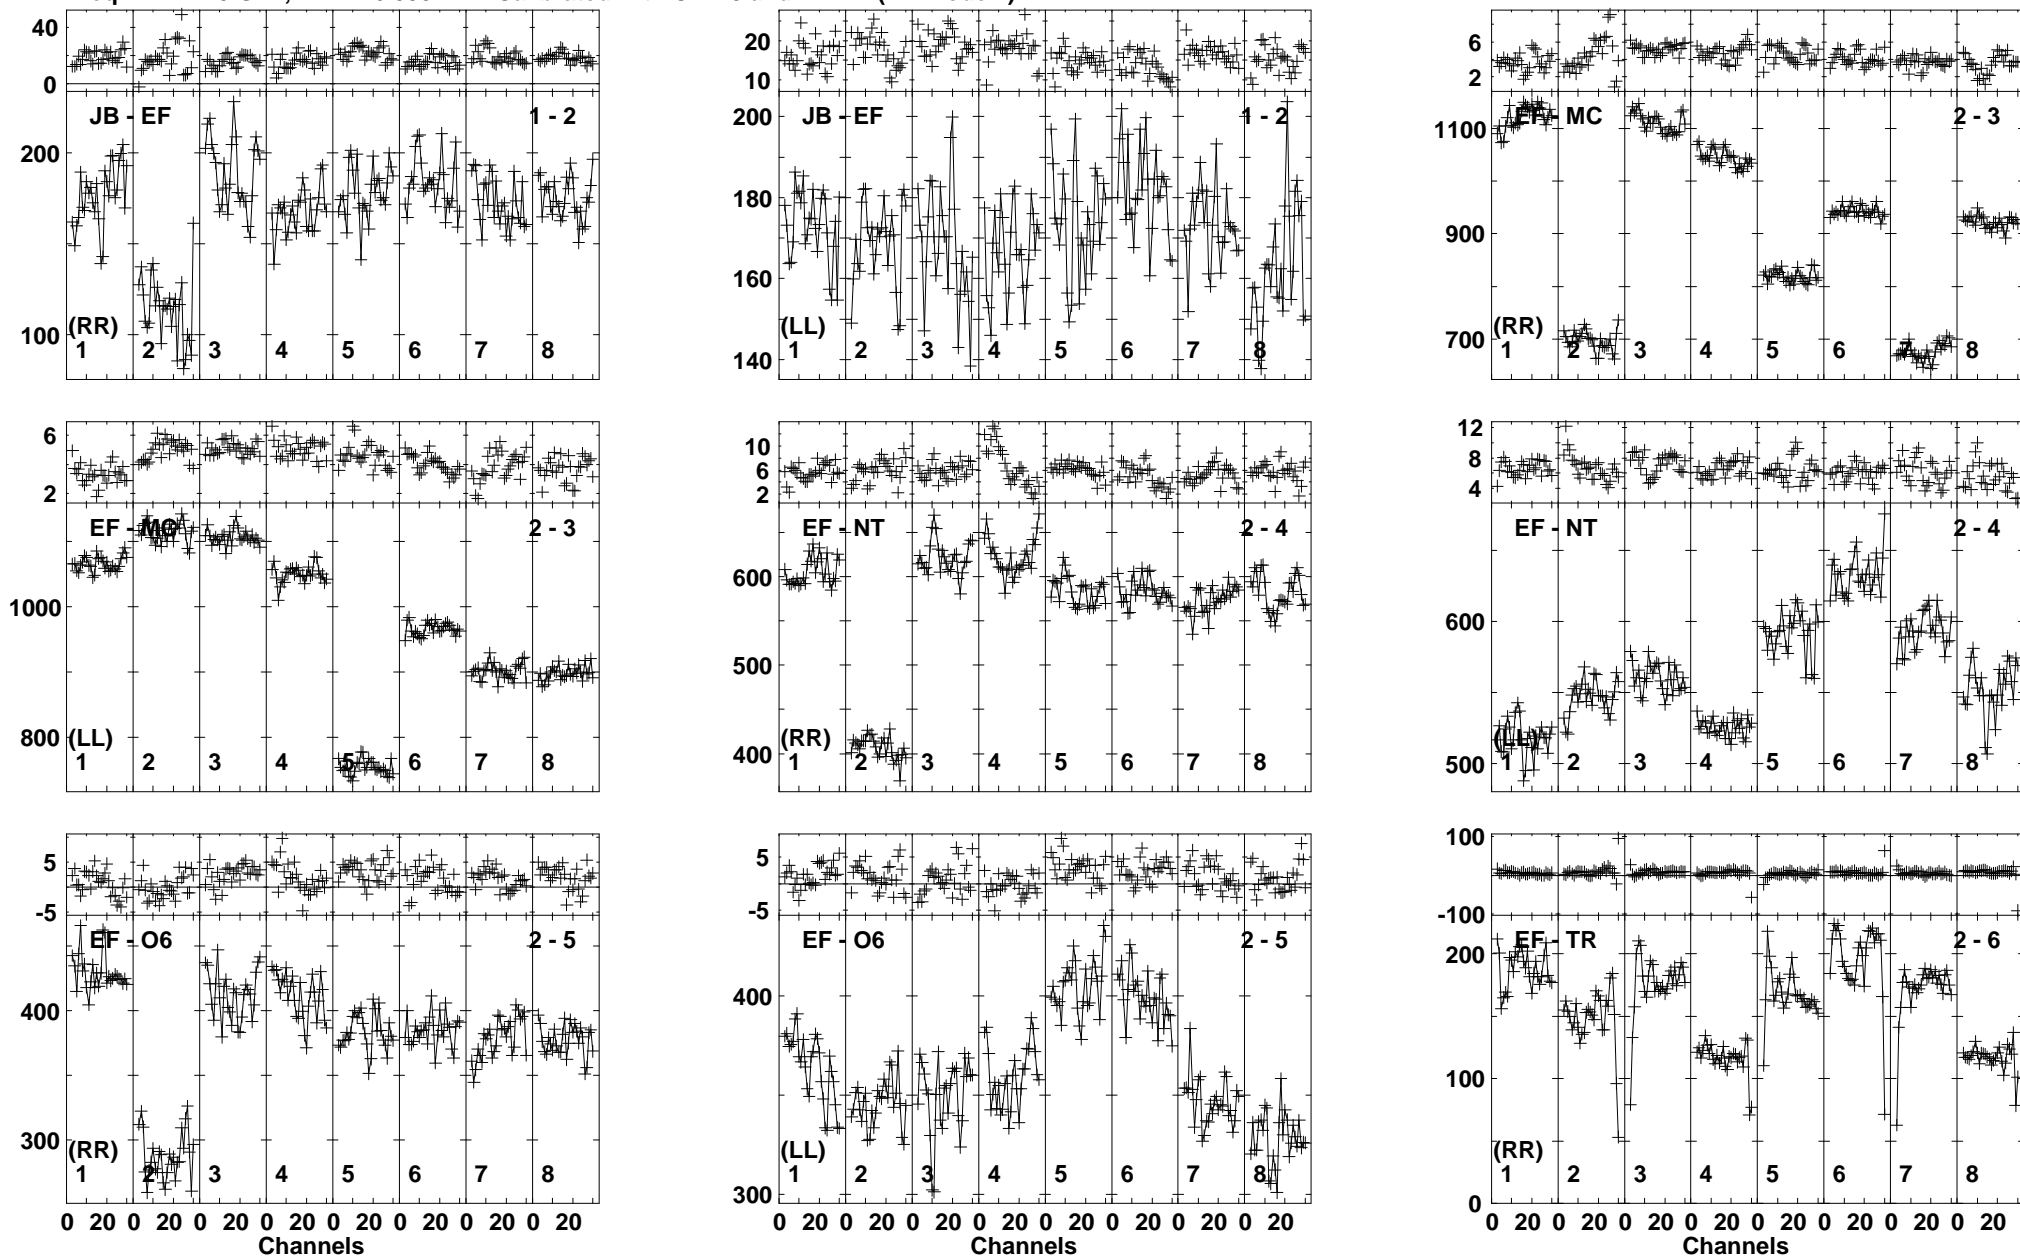 40
0
JB - EF 1 - 2
200
100
(RR)
1 2 3 4 5 6 7 8
20
10
JB - EF 1 - 2
200
180
160
140
(LL)
1 2 3 4 5 6 7 8
6
2
EF - MC 2 - 3
1100
900
700
(RR)
1 2 3 4 5 6 7 8
6
2
EF - MC 2 - 3
1000
800
(LL)
1 2 3 4 5 6 7 8
10
6
2
EF - NT 2 - 4
600
500
400
(RR)
1 2 3 4 5 6 7 8
12
8
4
EF - NT 2 - 4
600
500
(LL)
1 2 3 4 5 6 7 8
5
-5
EF - O6 2 - 5
400
300
(RR)
1 2 3 4 5 6 7 8
0 20 0 20 0 20 0 20 0 20 0 20 0 20 0 20
Channels
5
-5
EF - O6 2 - 5
400
300
(LL)
1 2 3 4 5 6 7 8
0 20 0 20 0 20 0 20 0 20 0 20 0 20 0 20
Channels
100
-100
EF - TR 2 - 6
200
100
0
(RR)
1 2 3 4 5 6 7 8
0 20 0 20 0 20 0 20 0 20 0 20 0 20 0 20
Channels